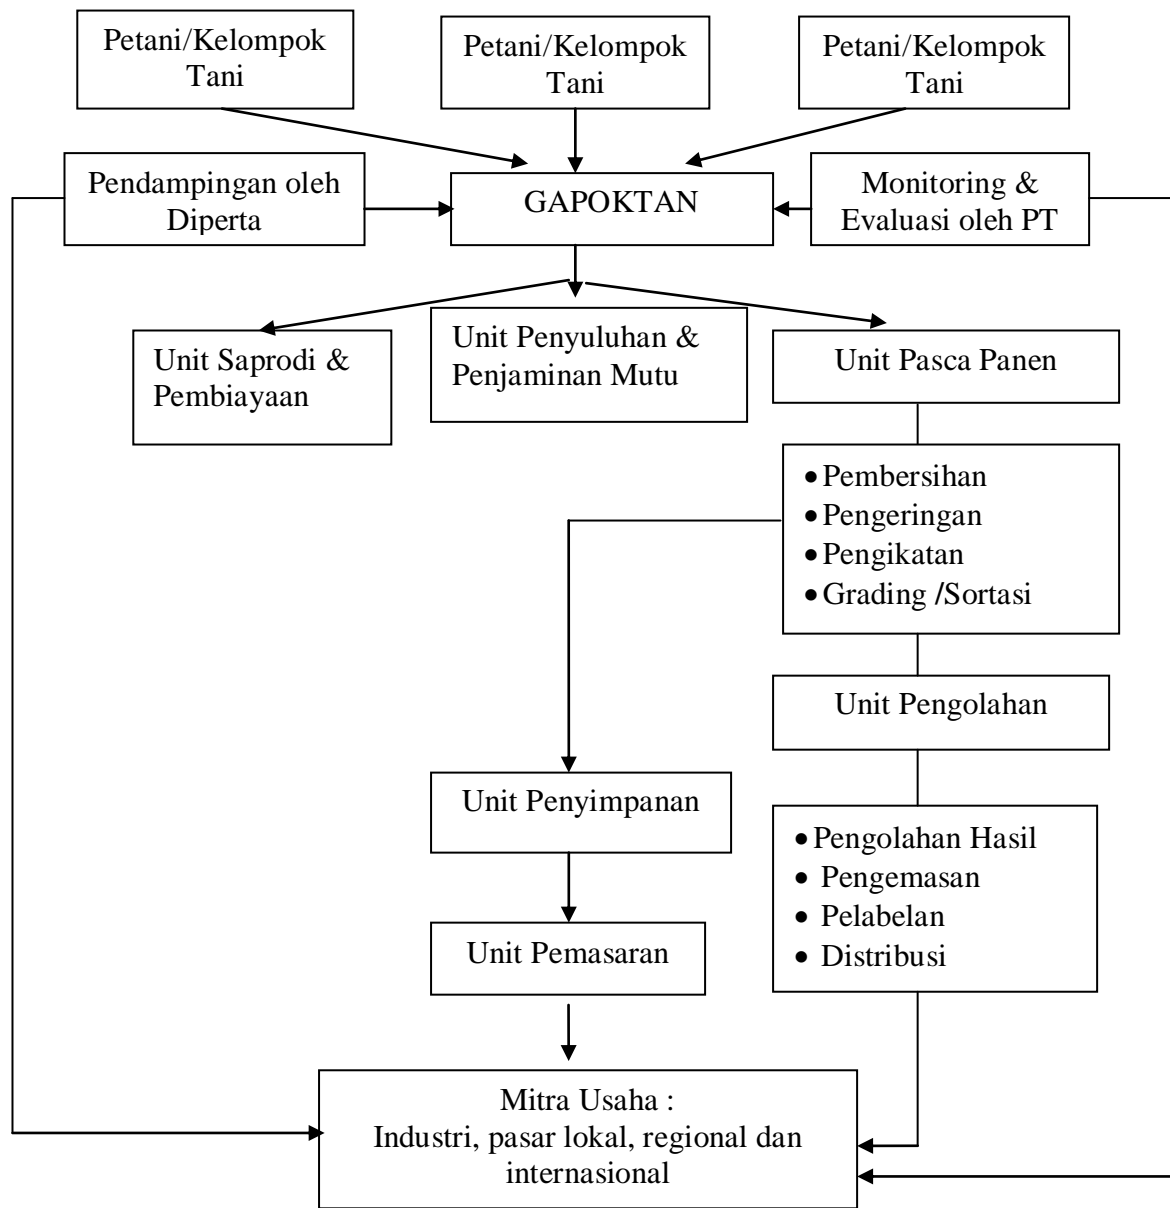 Petani/Kelompok
Tani
Petani/Kelompok
Tani
Petani/Kelompok
Tani
Pendampingan oleh
Diperta
GAPOKTAN
Monitoring &
Evaluasi oleh PT
Unit Saprodi &
Pembiayaan
Unit Penyuluhan &
Penjaminan Mutu
Unit Pasca Panen
• Pembersihan
• Pengeringan
• Pengikatan
• Grading /Sortasi
Unit Pengolahan
Unit Penyimpanan
• Pengolahan Hasil
• Pengemasan
• Pelabelan
• Distribusi
Unit Pemasaran
Mitra Usaha :
Industri, pasar lokal, regional dan
internasional